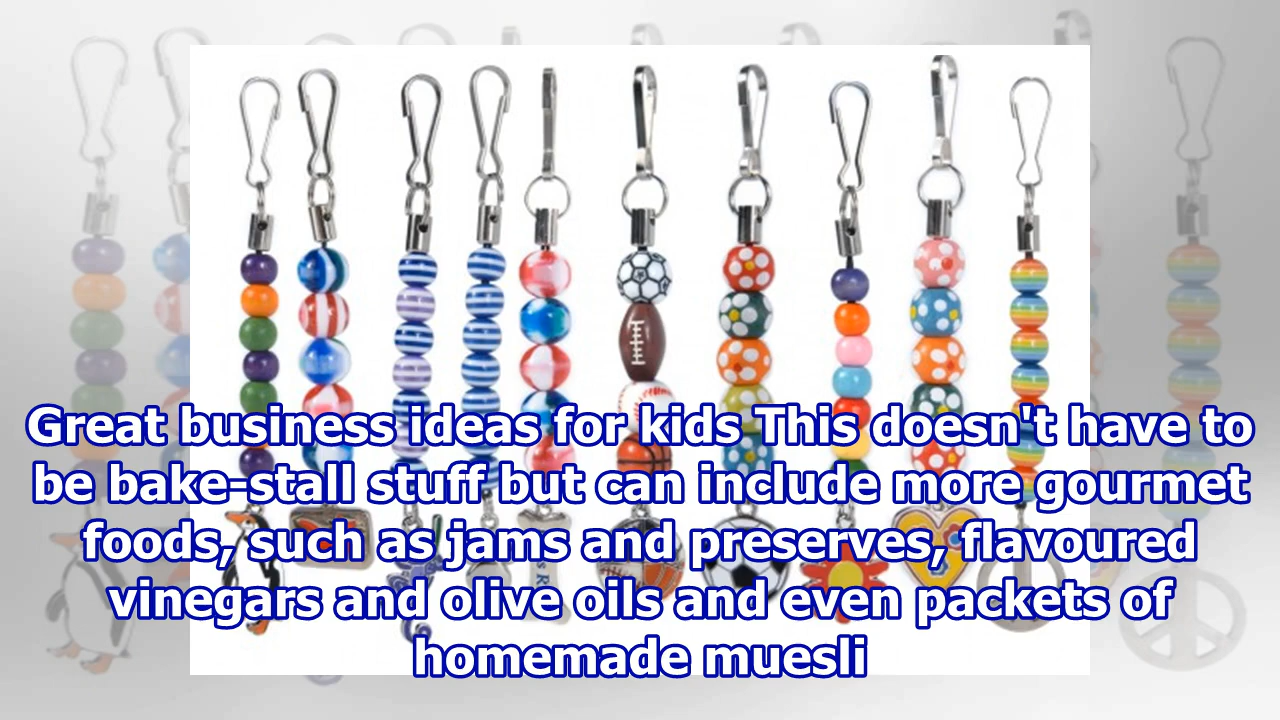 Great business ideas for kids This doesn't have to
be bake-stall stuff but can include more gourmet
foods, such as jams and preserves, flavoured
vinegars and olive oils and even packets of
homemade muesli